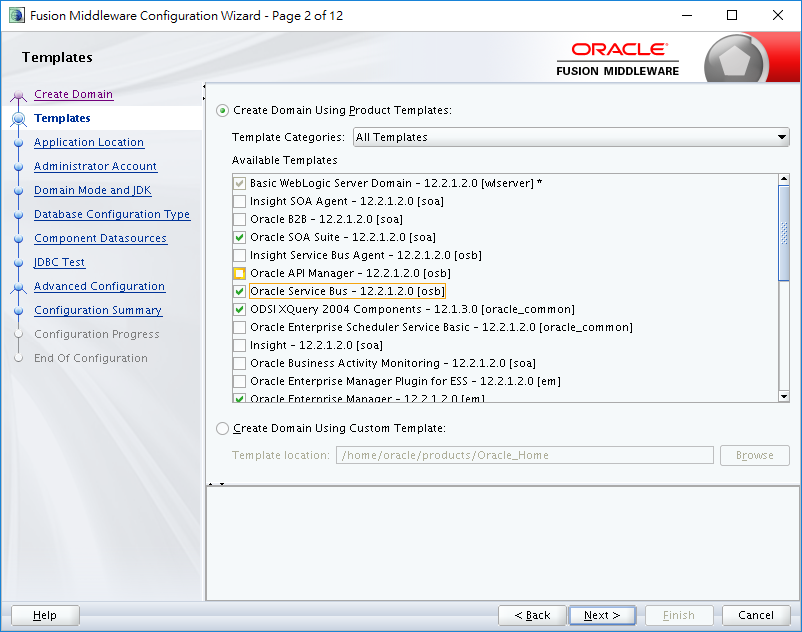 Fusion Middleware Configuration Wizard - Page 2 of 12
Templates
ORACLE
FUSION MIDDLEWARE
Create Domain
Templates
Application Location
Administrator Account
Domain Mode and JDK
Database Configuration Type
Component Datasources
JDBC Test
Advanced Configuration
Configuration Summary
Configuration Progress
End Of Configuration
Create Domain Using Product Templates:
Template Categories: All Templates
Available Templates
Basic WebLogic Server Domain - 12.2.1.2.0 [wlserver] *
Insight SOA Agent - 12.2.1.2.0 [soa]
Oracle B2B - 12.2.1.2.0 [soa]
Oracle SOA Suite - 12.2.1.2.0 [soa]
Insight Service Bus Agent - 12.2.1.2.0 [osb]
Oracle API Manager - 12.2.1.2.0 [osb]
Oracle Service Bus - 12.2.1.2.0 [osb]
ODSI XQuery 2004 Components - 12.1.3.0 [oracle_common]
Oracle Enterprise Scheduler Service Basic - 12.2.1.2.0 [oracle_common]
Insight - 12.2.1.2.0 [soa]
Oracle Business Activity Monitoring - 12.2.1.2.0 [soa]
Oracle Enterprise Manager Plugin for ESS - 12.2.1.2.0 [em]
Oracle Enterprise Manager - 12.2.1.2.0 [em]
Create Domain Using Custom Template:
Template location: /home/oracle/products/Oracle_Home Browse
Help < Back Next > Finish Cancel